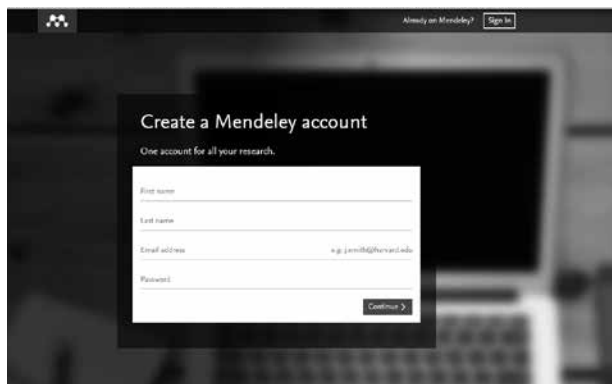 Already on Mendeley? Sign In
Create a Mendeley account
One account for all your research.
First name
Last name
Email address e.g. j.smith@harvard.edu
Password
Continue >